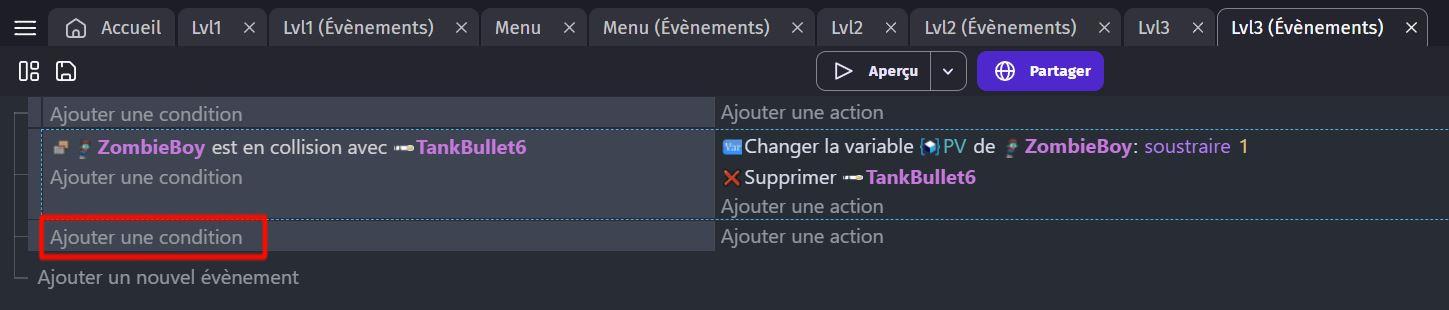 Accueil Lvl1 Lvl1 (Évènements) Menu Menu (Évènements) Lvl2 Lvl2 (Évènements) Lvl3 Lvl3 (Évènements)
Aperçu Partager
Ajouter une condition Ajouter une action
ZombieBoy est en collision avec TankBullet6 Var Changer la variable PV de ZombieBoy: soustraire 1
Ajouter une condition Supprimer TankBullet6
Ajouter une action
Ajouter une condition Ajouter une action
Ajouter un nouvel évènement